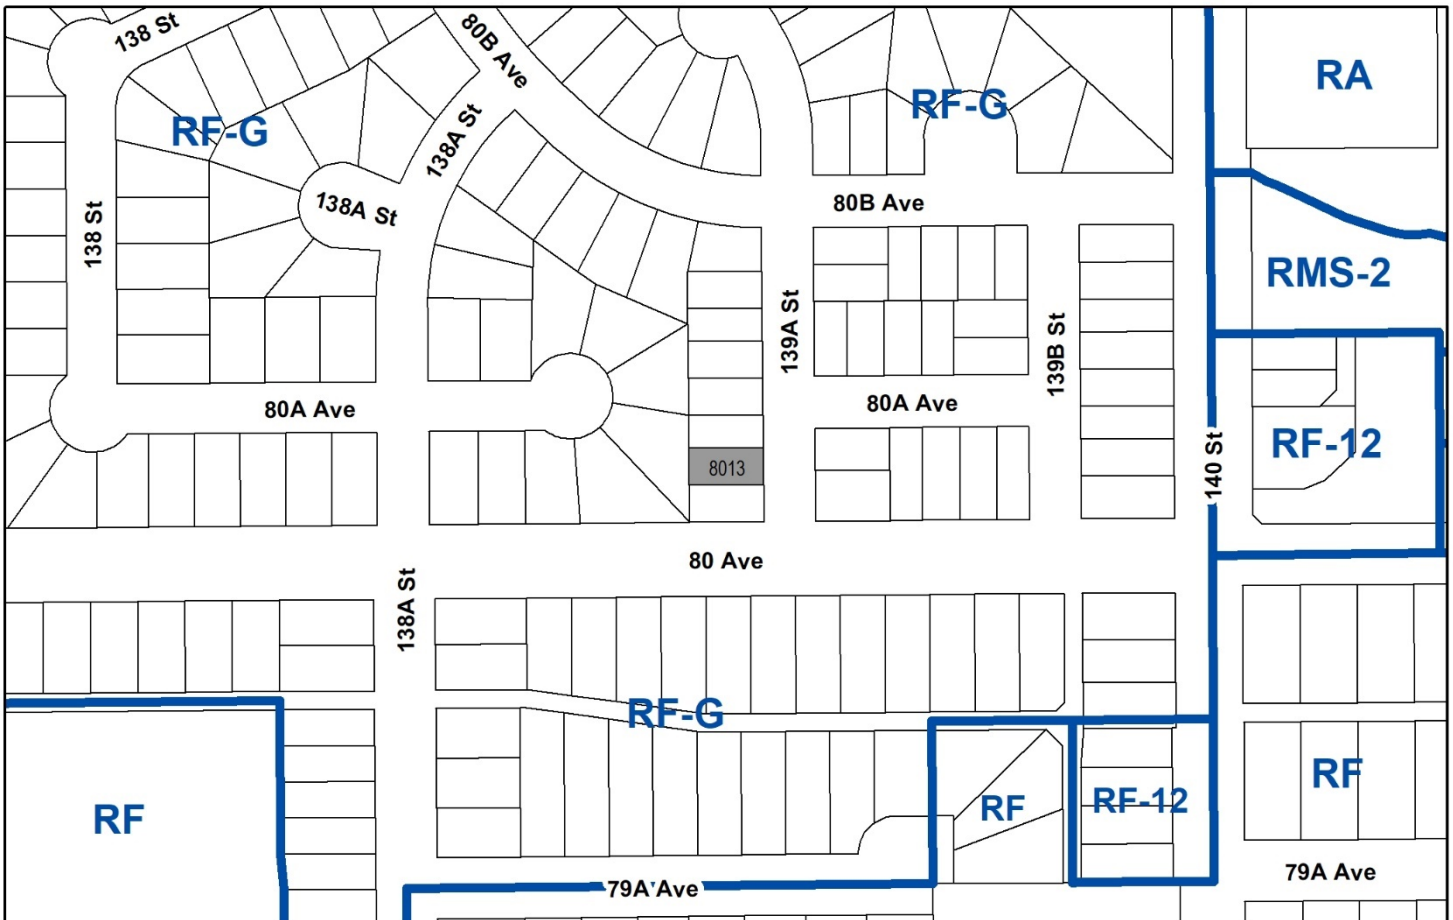 138 St
80B Ave
RA
RF-G
RF-G
138A St
138A St
80B Ave
138 St
RMS-2
139A St
139B St
80A Ave
80A Ave
RF-12
140 St
8013
80 Ave
138A St
RF-G
RF
RF
RF-12
RF
79A Ave
79A Ave